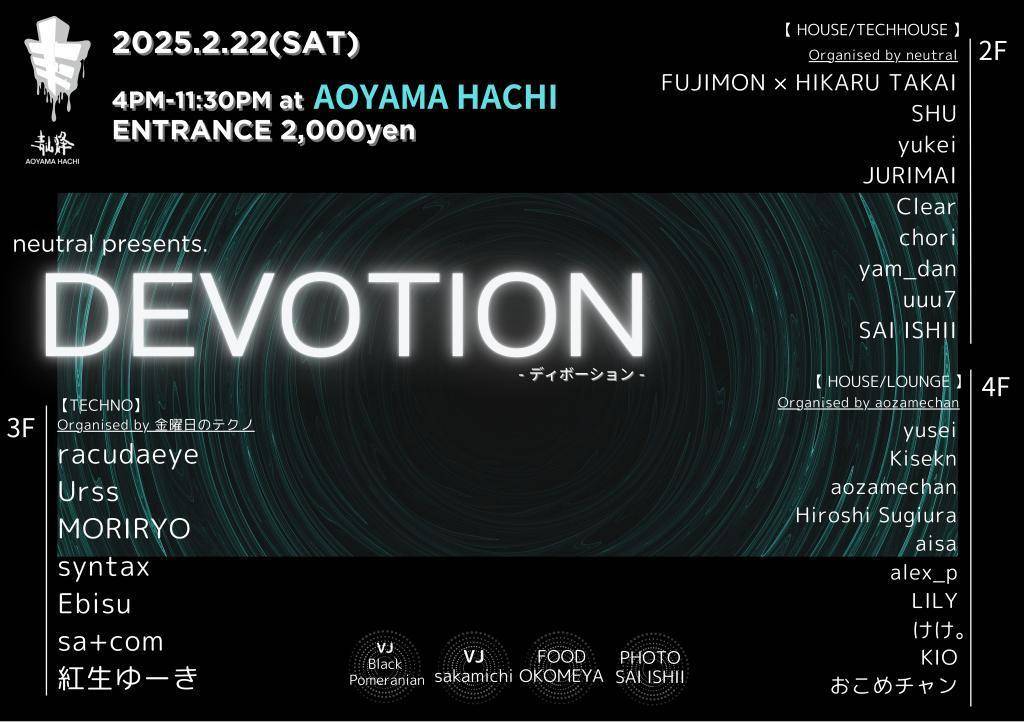 2025.2.22(SAT)
4PM-11:30PM at AOYAMA HACHI
ENTRANCE 2,000yen
青山蜂
AOYAMA HACHI
neutral presents.
DEVOTION
- ディボーション -
2F
【 HOUSE/TECHHOUSE 】
Organised by neutral
FUJIMON × HIKARU TAKAI
SHU
yukei
JURIMAI
Clear
chori
yam_dan
uuu7
SAI ISHII
3F
【TECHNO】
Organised by 金曜日のテクノ
racudaeye
Urss
MORIRYO
syntax
Ebisu
sa+com
紅生ゆーき
4F
【 HOUSE/LOUNGE 】
Organised by aozamechan
yusei
Kisekn
aozamechan
Hiroshi Sugiura
aisa
alex_p
LILY
けけ。
KIO
おこめチャン
VJ
Black
Pomeranian
VJ
sakamichi
FOOD
OKOMEYA
PHOTO
SAI ISHII